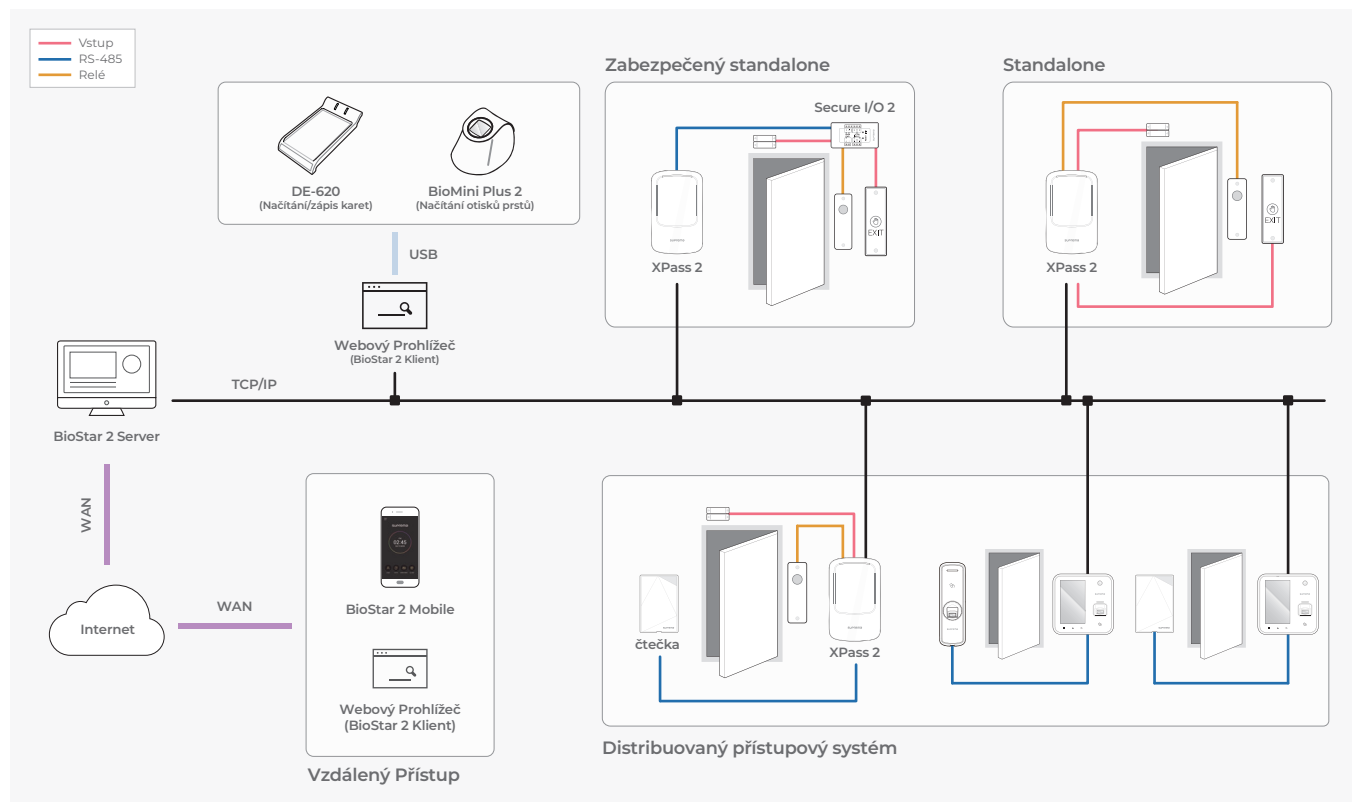 Vstup
RS-485
Relé
Zabezpečený standalone
Standalone
Secure I/O 2
DE-620
(Načítání/zápis karet)
BioMini Plus 2
(Načítání otisků prstů)
EXIT
XPass 2
EXIT
XPass 2
USB
Webový Prohlížeč
(BioStar 2 Klient)
TCP/IP
BioStar 2 Server
WAN
WAN
Internet
02:45
BioStar 2 Mobile
Webový Prohlížeč
(BioStar 2 Klient)
Vzdálený Přístup
čtečka
XPass 2
Distribuovaný přístupový systém